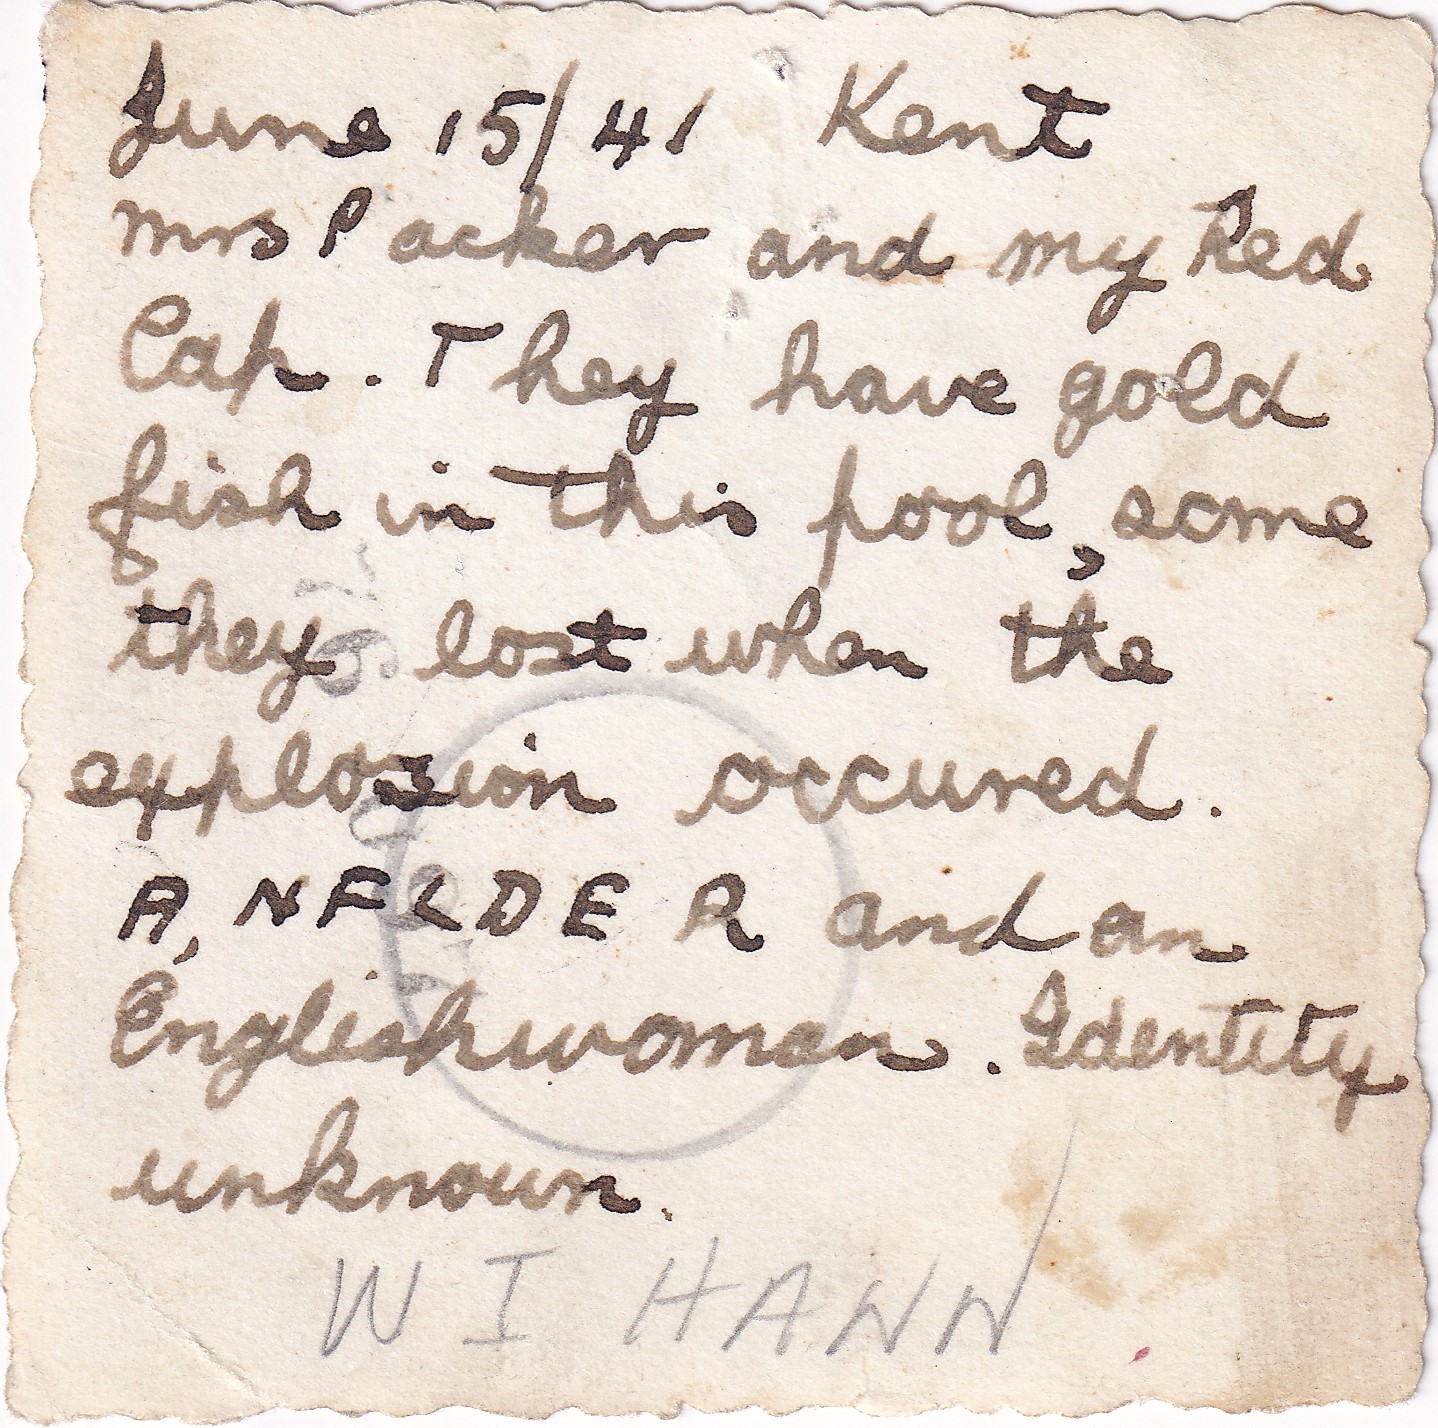 June 15/41 Kent
Mrs Packer and my Red
Cap. They have gold
fish in this pool, some
they lost when the
explosion occured.
A, NFLDER and an
Englishwoman. Identity
unknown.
W I HANN